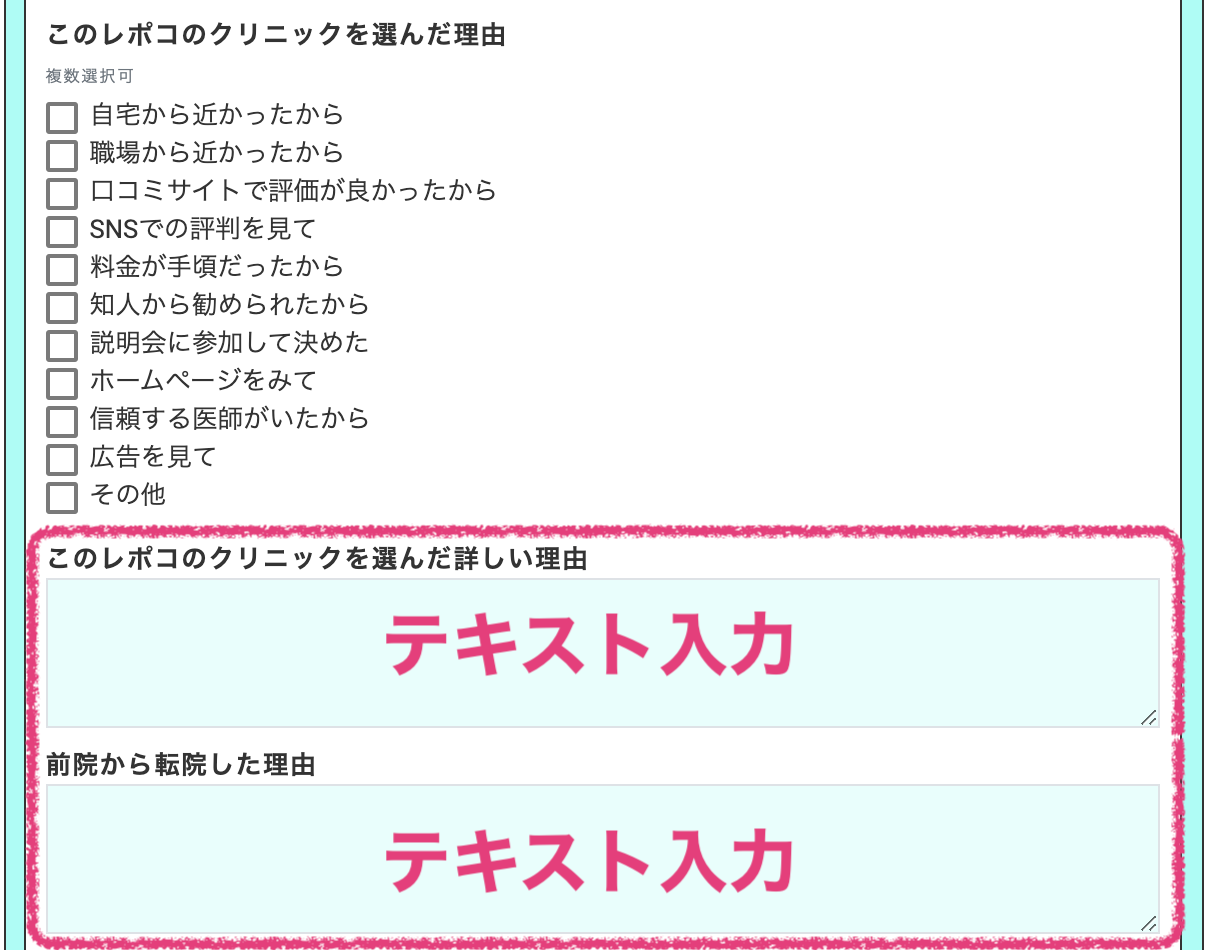 このレポコのクリニックを選んだ理由
複数選択可
自宅から近かったから
職場から近かったから
口コミサイトで評価が良かったから
SNSでの評判を見て
料金が手頃だったから
知人から勧められたから
説明会に参加して決めた
ホームページをみて
信頼する医師がいたから
広告を見て
その他
このレポコのクリニックを選んだ詳しい理由
テキスト入力
前院から転院した理由
テキスト入力